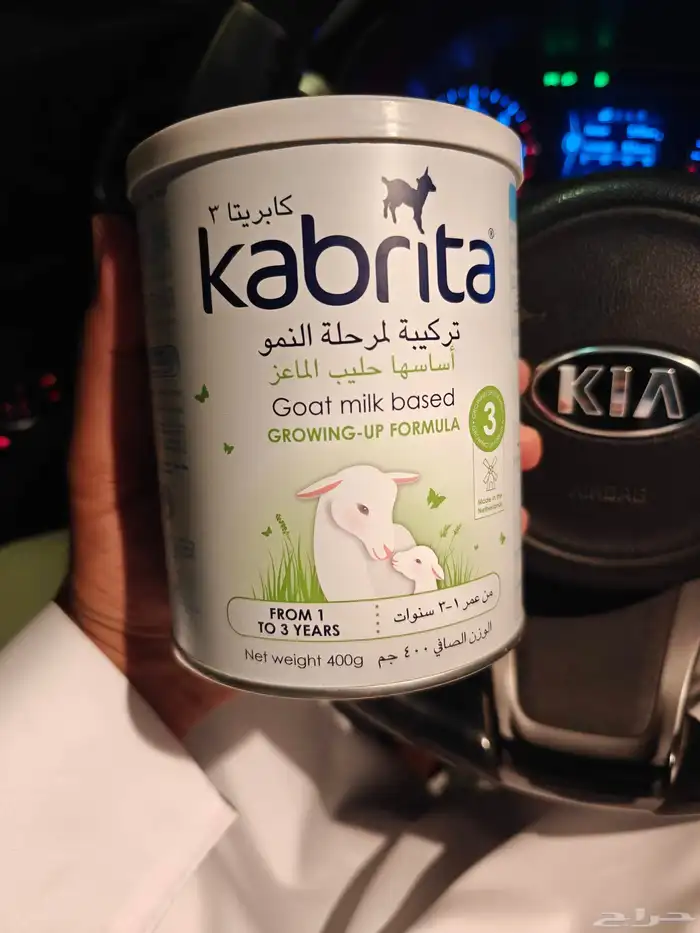 كابريتا ٣
kabrita
تركيبة لمرحلة النمو
أساسها حليب الماعز
Goat milk based
GROWING-UP FORMULA
3
Made in the
Netherlands
FROM 1
TO 3 YEARS
من عمر ١-٣ سنوات
Net weight 400g
الوزن الصافي ٤٠٠ جم
KIA
AIRBAG
حراج